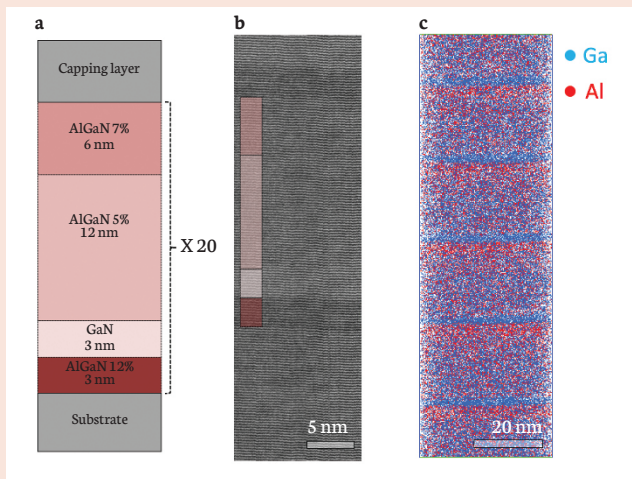 a
Capping layer
AlGaN 7%
6 nm
AlGaN 5%
12 nm
X 20
GaN
3 nm
AlGaN 12%
3 nm
Substrate
b
5 nm
c
Ga
Al
20 nm